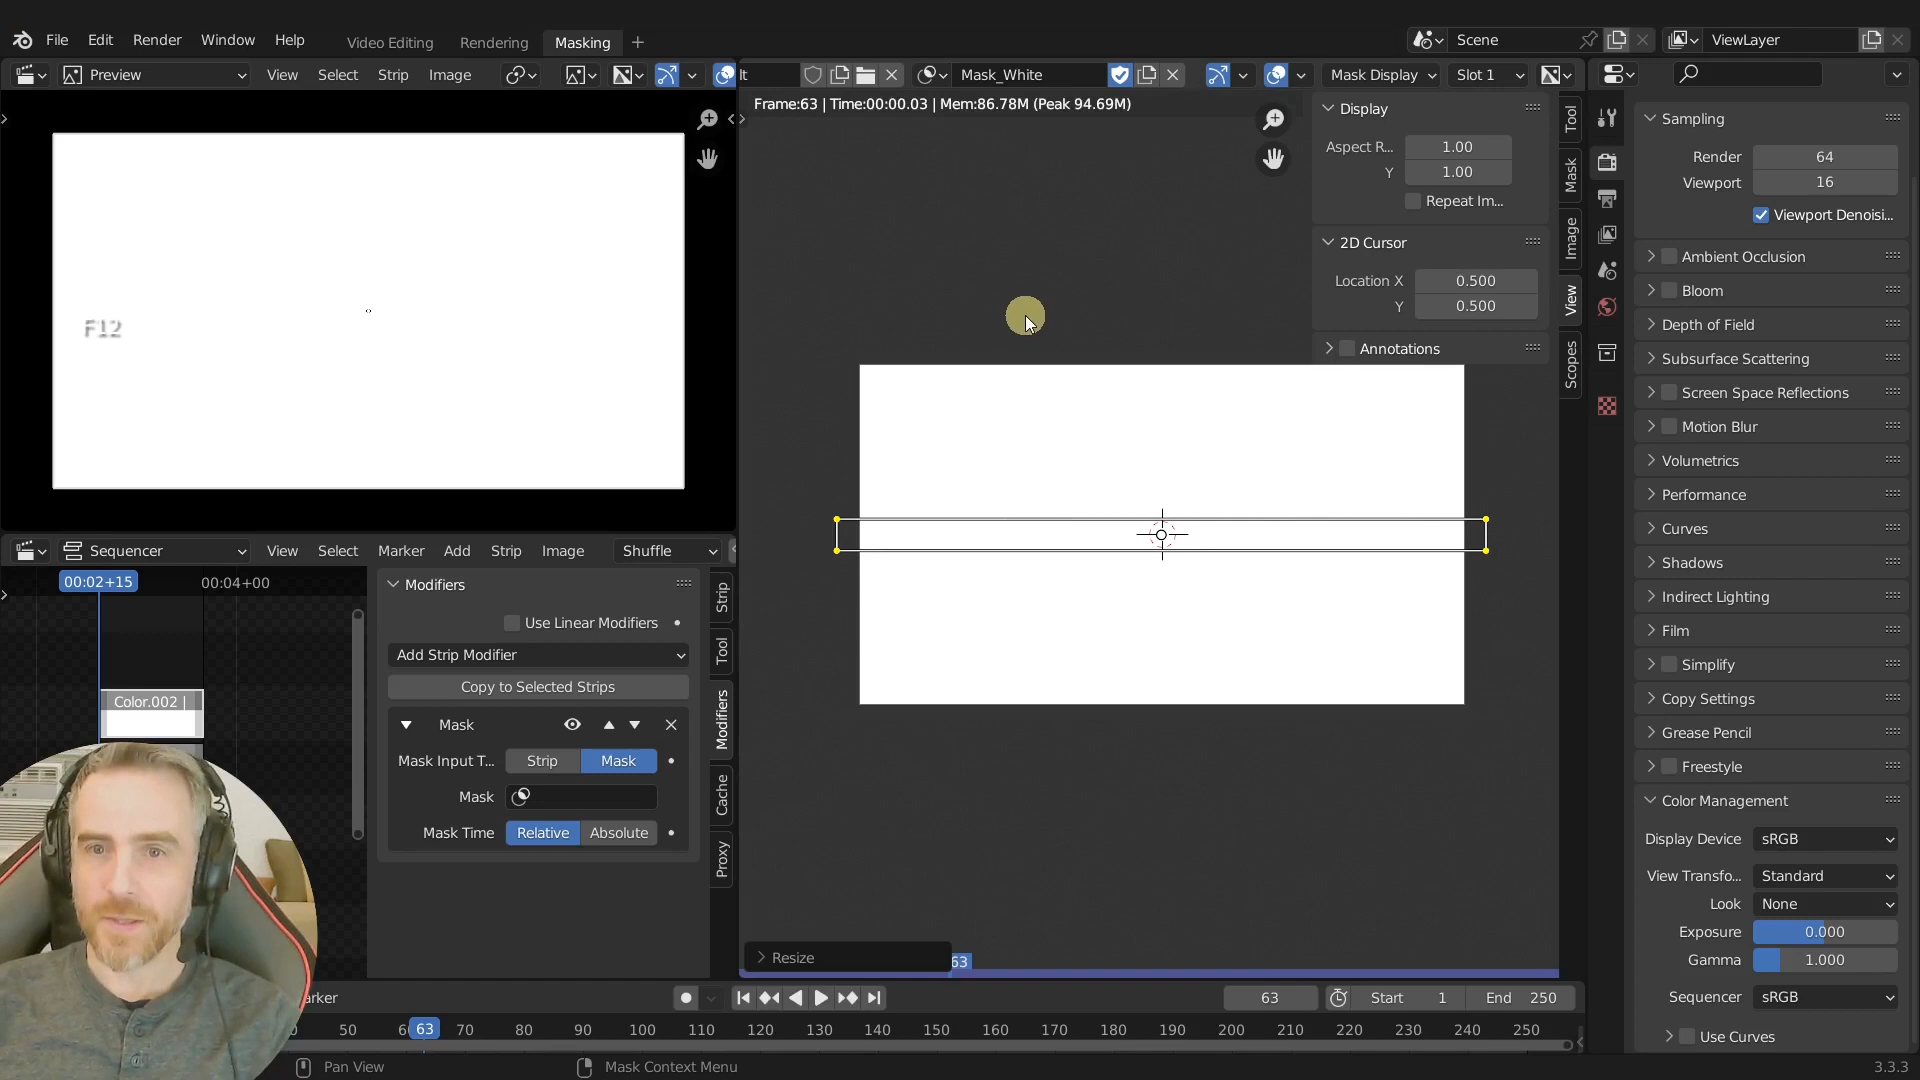 File Edit Render Window Help Video Editing Rendering Masking Scene ViewLayer
Preview View Select Strip Image lt Mask_White Mask Display Slot 1
Frame:63 | Time:00:00.03 | Mem:86.78M (Peak 94.69M)
F12
Display
Aspect R... 1.00
Y 1.00
Repeat Im...
2D Cursor
Location X 0.500
Y 0.500
Annotations
Tool
Mask
Image
View
Scopes
Sampling
Render 64
Viewport 16
Viewport Denoisi...
Ambient Occlusion
Bloom
Depth of Field
Subsurface Scattering
Screen Space Reflections
Motion Blur
Volumetrics
Performance
Curves
Shadows
Indirect Lighting
Film
Simplify
Copy Settings
Grease Pencil
Freestyle
Color Management
Display Device sRGB
View Transfo... Standard
Look None
Exposure 0.000
Gamma 1.000
Sequencer sRGB
Use Curves
Sequencer View Select Marker Add Strip Image Shuffle
00:02+15 00:04+00
Color.002 |
Modifiers
Use Linear Modifiers
Add Strip Modifier
Copy to Selected Strips
Mask
Mask Input T... Strip Mask
Mask
Mask Time Relative Absolute
Strip
Tool
Modifiers
Cache
Proxy
Resize
63
arker 63 Start 1 End 250
50 63 70 80 90 100 110 120 130 140 150 160 170 180 190 200 210 220 230 240 250
Pan View Mask Context Menu 3.3.3